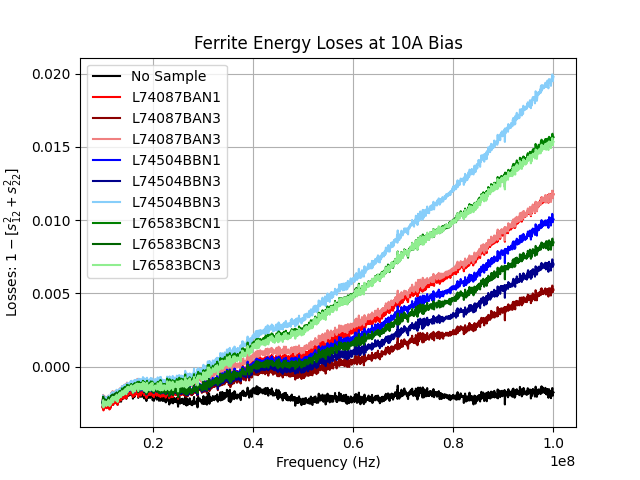 Ferrite Energy Loses at 10A Bias
No Sample
L74087BAN1
L74087BAN3
L74087BAN3
L74504BBN1
L74504BBN3
L74504BBN3
L76583BCN1
L76583BCN3
L76583BCN3
0.020
0.015
0.010
0.005
0.000
Losses: 1 − [s₁₂² + s₂₂²]
0.2
0.4
0.6
0.8
1.0
1e8
Frequency (Hz)